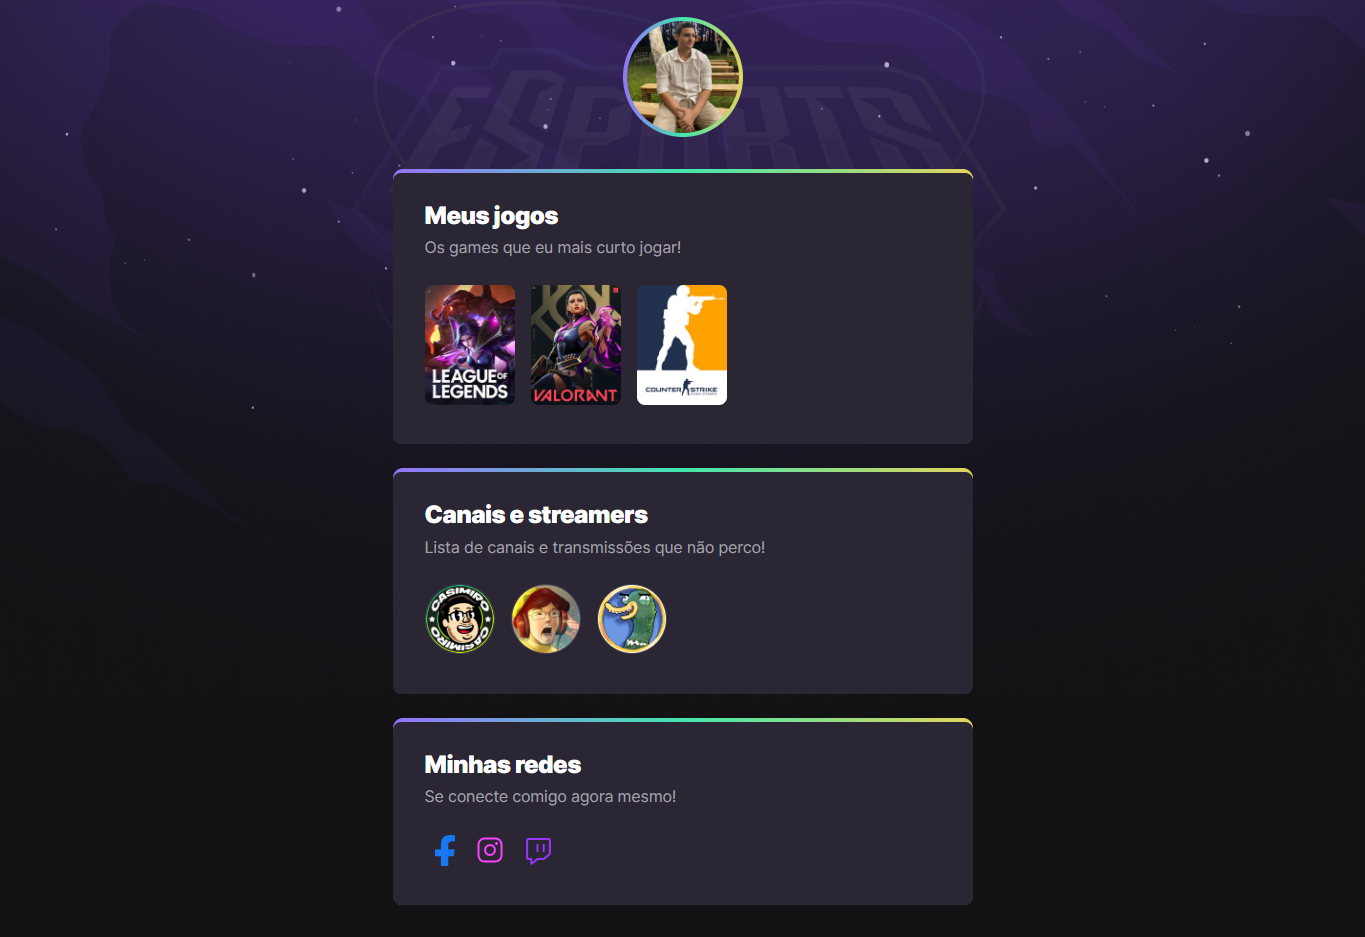 ESPORTS
Meus jogos
Os games que eu mais curto jogar!
LEAGUE OF
LEGENDS
VALORANT
COUNTER STRIKE
Canais e streamers
Lista de canais e transmissões que não perco!
CASIMIRO
CASIMIRO
Minhas redes
Se conecte comigo agora mesmo!